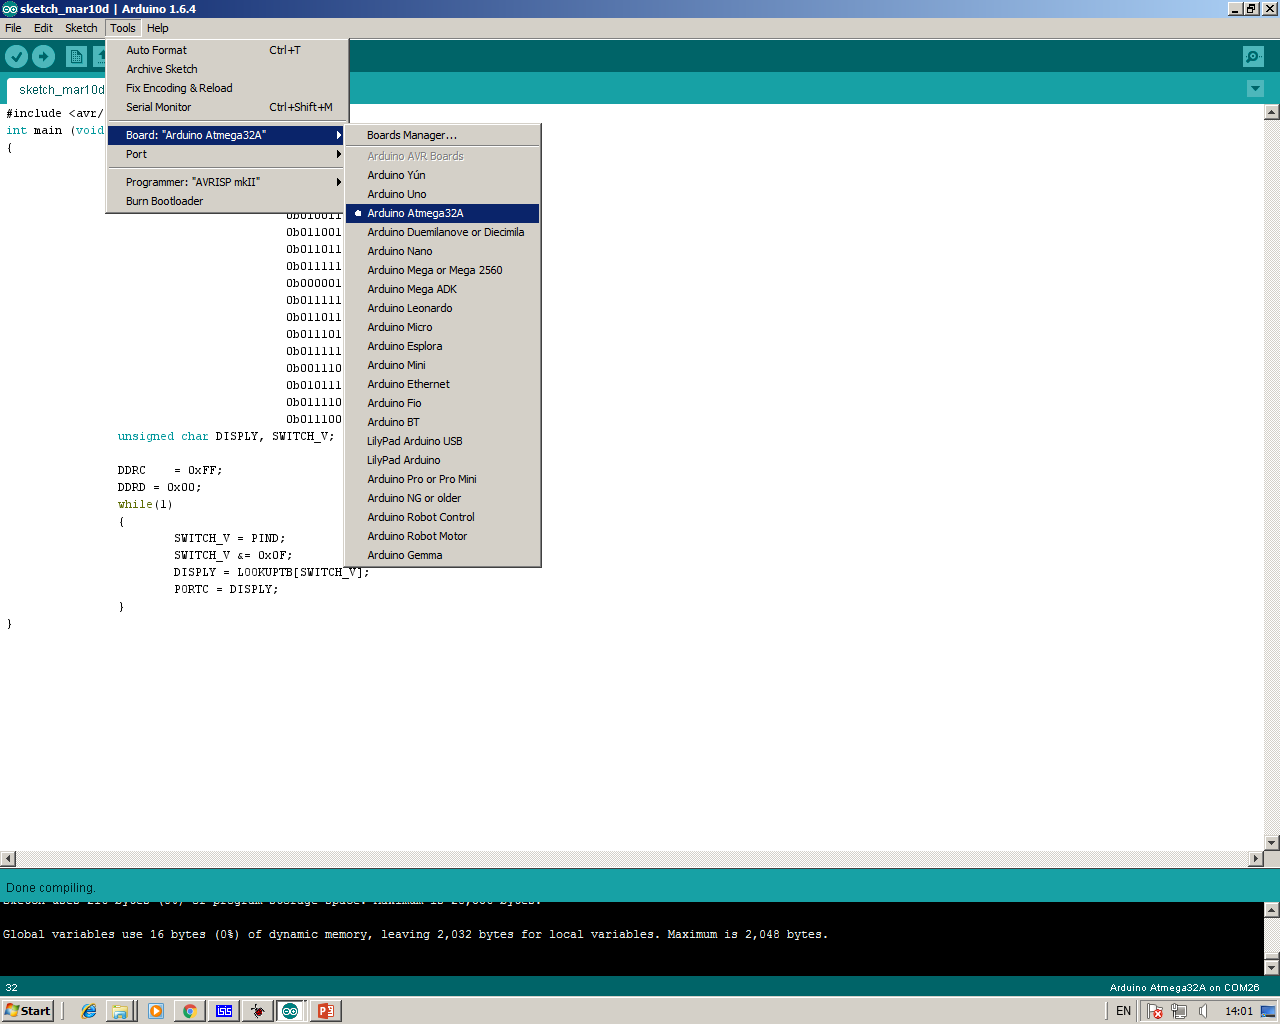 sketch_mar10d | Arduino 1.6.4
File Edit Sketch Tools Help
Auto Format Ctrl+T
Archive Sketch
Fix Encoding & Reload
Serial Monitor Ctrl+Shift+M
Board: "Arduino Atmega32A"
Port
Programmer: "AVRISP mkII"
Burn Bootloader
Boards Manager...
Arduino AVR Boards
Arduino Yún
Arduino Uno
Arduino Atmega32A
Arduino Duemilanove or Diecimila
Arduino Nano
Arduino Mega or Mega 2560
Arduino Mega ADK
Arduino Leonardo
Arduino Micro
Arduino Esplora
Arduino Mini
Arduino Ethernet
Arduino Fio
Arduino BT
LilyPad Arduino USB
LilyPad Arduino
Arduino Pro or Pro Mini
Arduino NG or older
Arduino Robot Control
Arduino Robot Motor
Arduino Gemma
sketch_mar10d
#include <avr/
int main (void
{
0b010011
0b011001
0b011011
0b011111
0b000001
0b011111
0b011011
0b011101
0b011111
0b001110
0b010111
0b011110
0b011100
unsigned char DISPLY, SWITCH_V;
DDRC = 0xFF;
DDRD = 0x00;
while(1)
{
SWITCH_V = PIND;
SWITCH_V &= 0x0F;
DISPLY = LOOKUPTB[SWITCH_V];
PORTC = DISPLY;
}
}
Done compiling.
Global variables use 16 bytes (0%) of dynamic memory, leaving 2,032 bytes for local variables. Maximum is 2,048 bytes.
32
Arduino Atmega32A on COM26
Start
EN
14:01